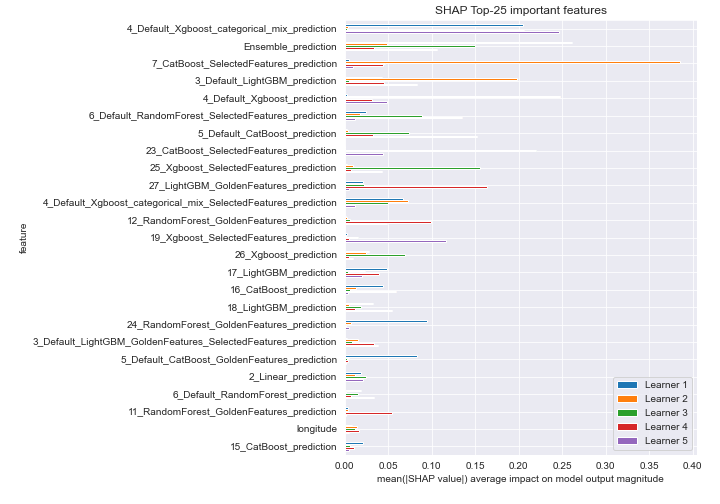 SHAP Top-25 important features
4_Default_Xgboost_categorical_mix_prediction
Ensemble_prediction
7_CatBoost_SelectedFeatures_prediction
3_Default_LightGBM_prediction
4_Default_Xgboost_prediction
6_Default_RandomForest_SelectedFeatures_prediction
5_Default_CatBoost_prediction
23_CatBoost_SelectedFeatures_prediction
25_Xgboost_SelectedFeatures_prediction
27_LightGBM_GoldenFeatures_prediction
4_Default_Xgboost_categorical_mix_SelectedFeatures_prediction
12_RandomForest_GoldenFeatures_prediction
19_Xgboost_SelectedFeatures_prediction
feature
26_Xgboost_prediction
17_LightGBM_prediction
16_CatBoost_prediction
18_LightGBM_prediction
24_RandomForest_GoldenFeatures_prediction
3_Default_LightGBM_GoldenFeatures_SelectedFeatures_prediction
5_Default_CatBoost_GoldenFeatures_prediction
2_Linear_prediction
6_Default_RandomForest_prediction
11_RandomForest_GoldenFeatures_prediction
longitude
15_CatBoost_prediction
Learner 1
Learner 2
Learner 3
Learner 4
Learner 5
0.00 0.05 0.10 0.15 0.20 0.25 0.30 0.35 0.40
mean(|SHAP value|) average impact on model output magnitude